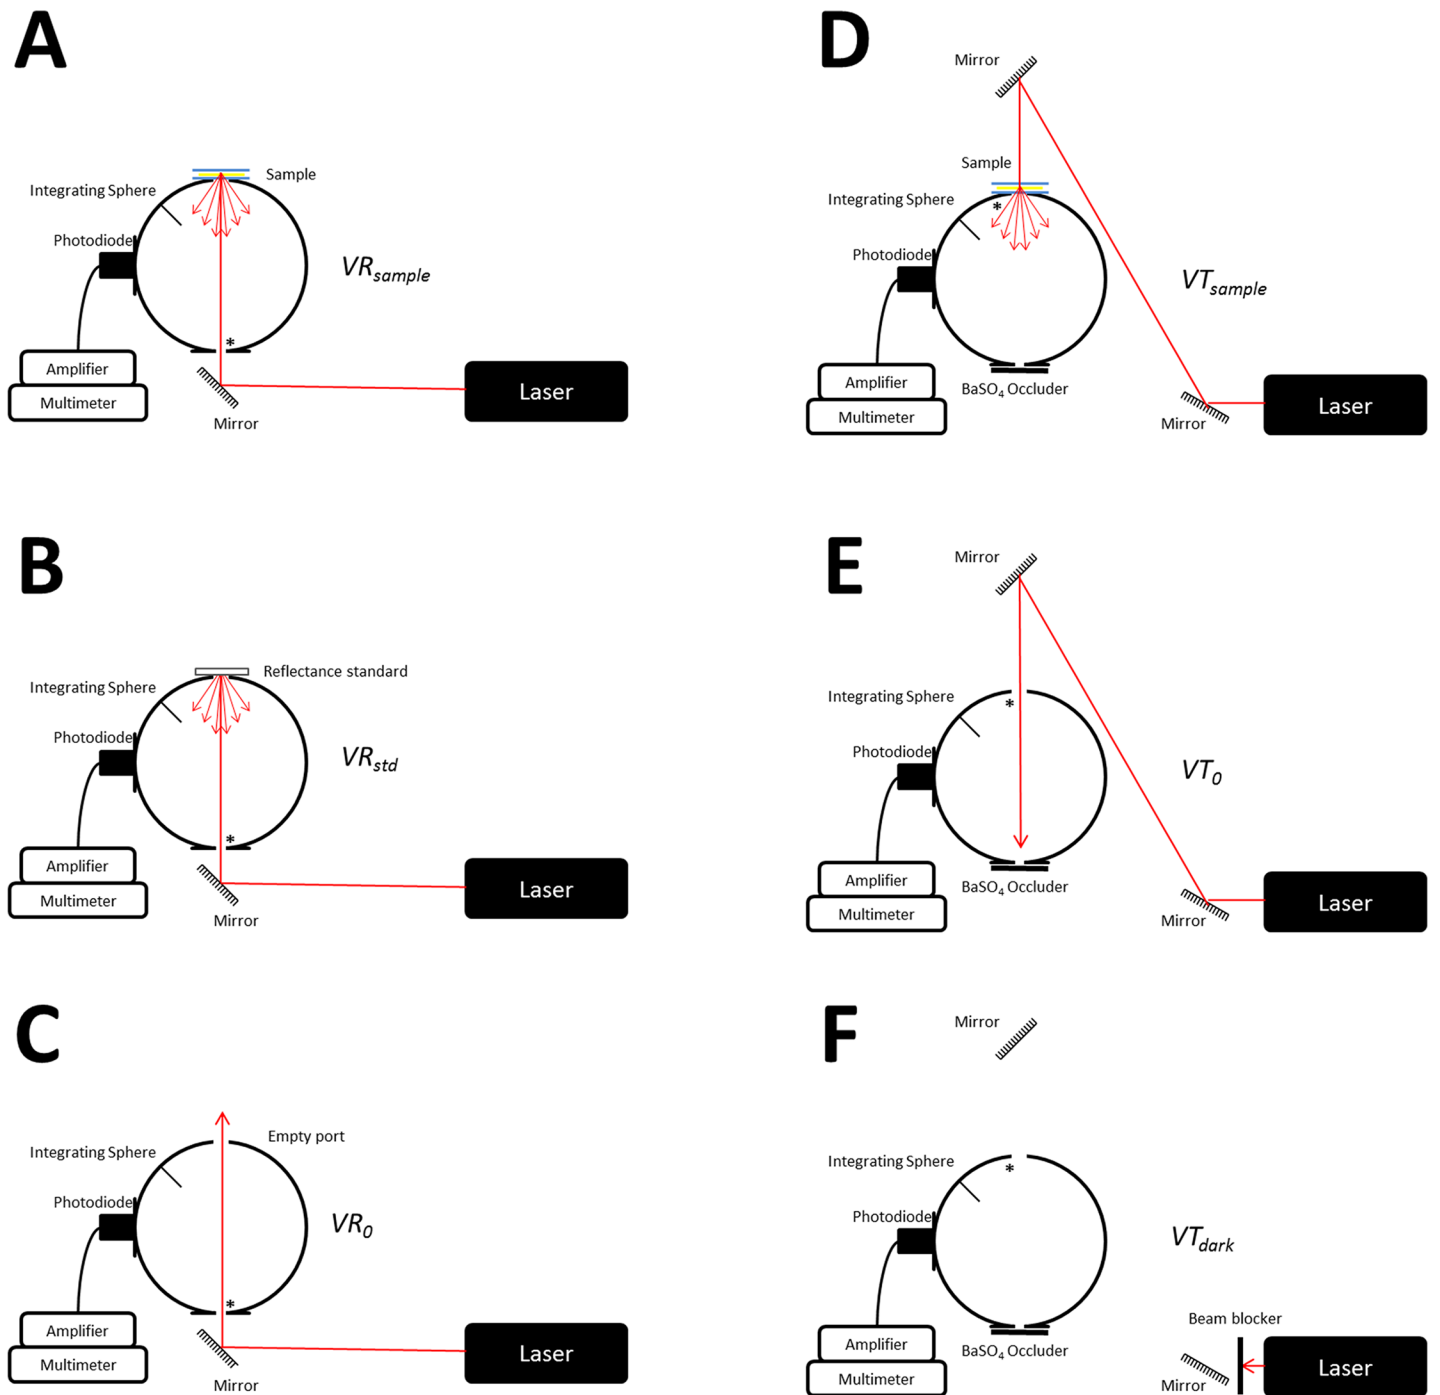 A
Sample
Integrating Sphere
Photodiode
VRsample
*
Amplifier
Multimeter
Mirror
Laser
D
Mirror
Sample
Integrating Sphere
*
Photodiode
VTsample
Amplifier
Multimeter
BaSO4 Occluder
Mirror
Laser
B
Reflectance standard
Integrating Sphere
Photodiode
VRstd
*
Amplifier
Multimeter
Mirror
Laser
E
Mirror
Integrating Sphere
*
Photodiode
VT0
Amplifier
Multimeter
BaSO4 Occluder
Mirror
Laser
C
Empty port
Integrating Sphere
Photodiode
VR0
*
Amplifier
Multimeter
Mirror
Laser
F
Mirror
Integrating Sphere
*
Photodiode
VTdark
Amplifier
Multimeter
BaSO4 Occluder
Beam blocker
Mirror
Laser